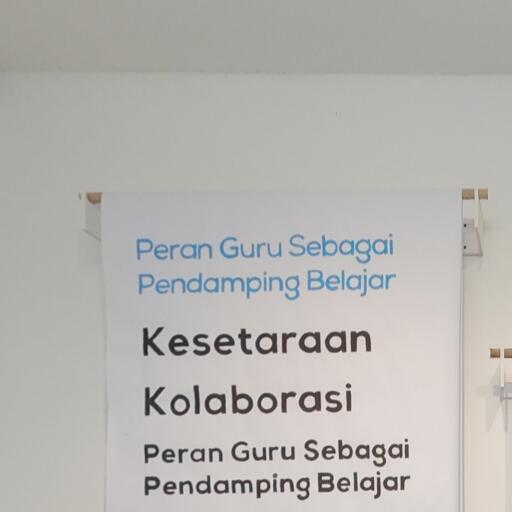 Peran Guru Sebagai
Pendamping Belajar
Kesetaraan
Kolaborasi
Peran Guru Sebagai
Pendamping Belajar